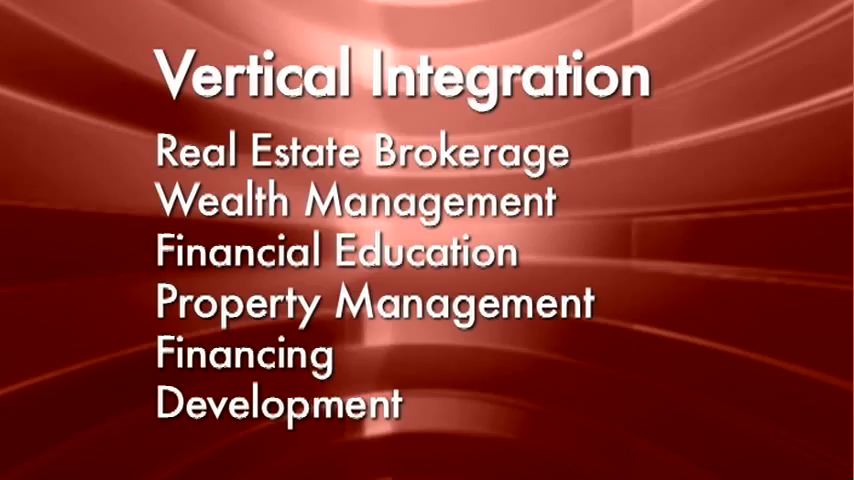 Vertical Integration
Real Estate Brokerage
Wealth Management
Financial Education
Property Management
Financing
Development